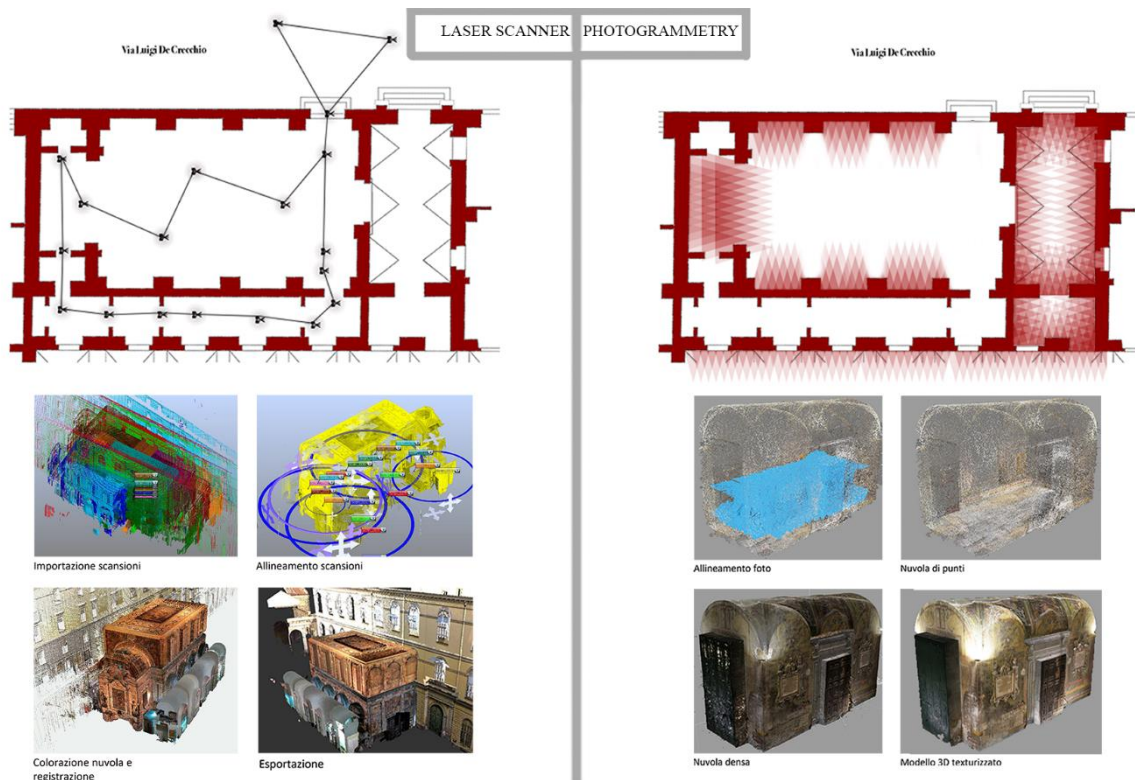 LASER SCANNER
PHOTOGRAMMETRY
Via Luigi De Crecchio
Via Luigi De Crecchio
Importazione scansioni
Allineamento scansioni
Colorazione nuvola e
registrazione
Esportazione
Allineamento foto
Nuvola di punti
Nuvola densa
Modello 3D texturizzato